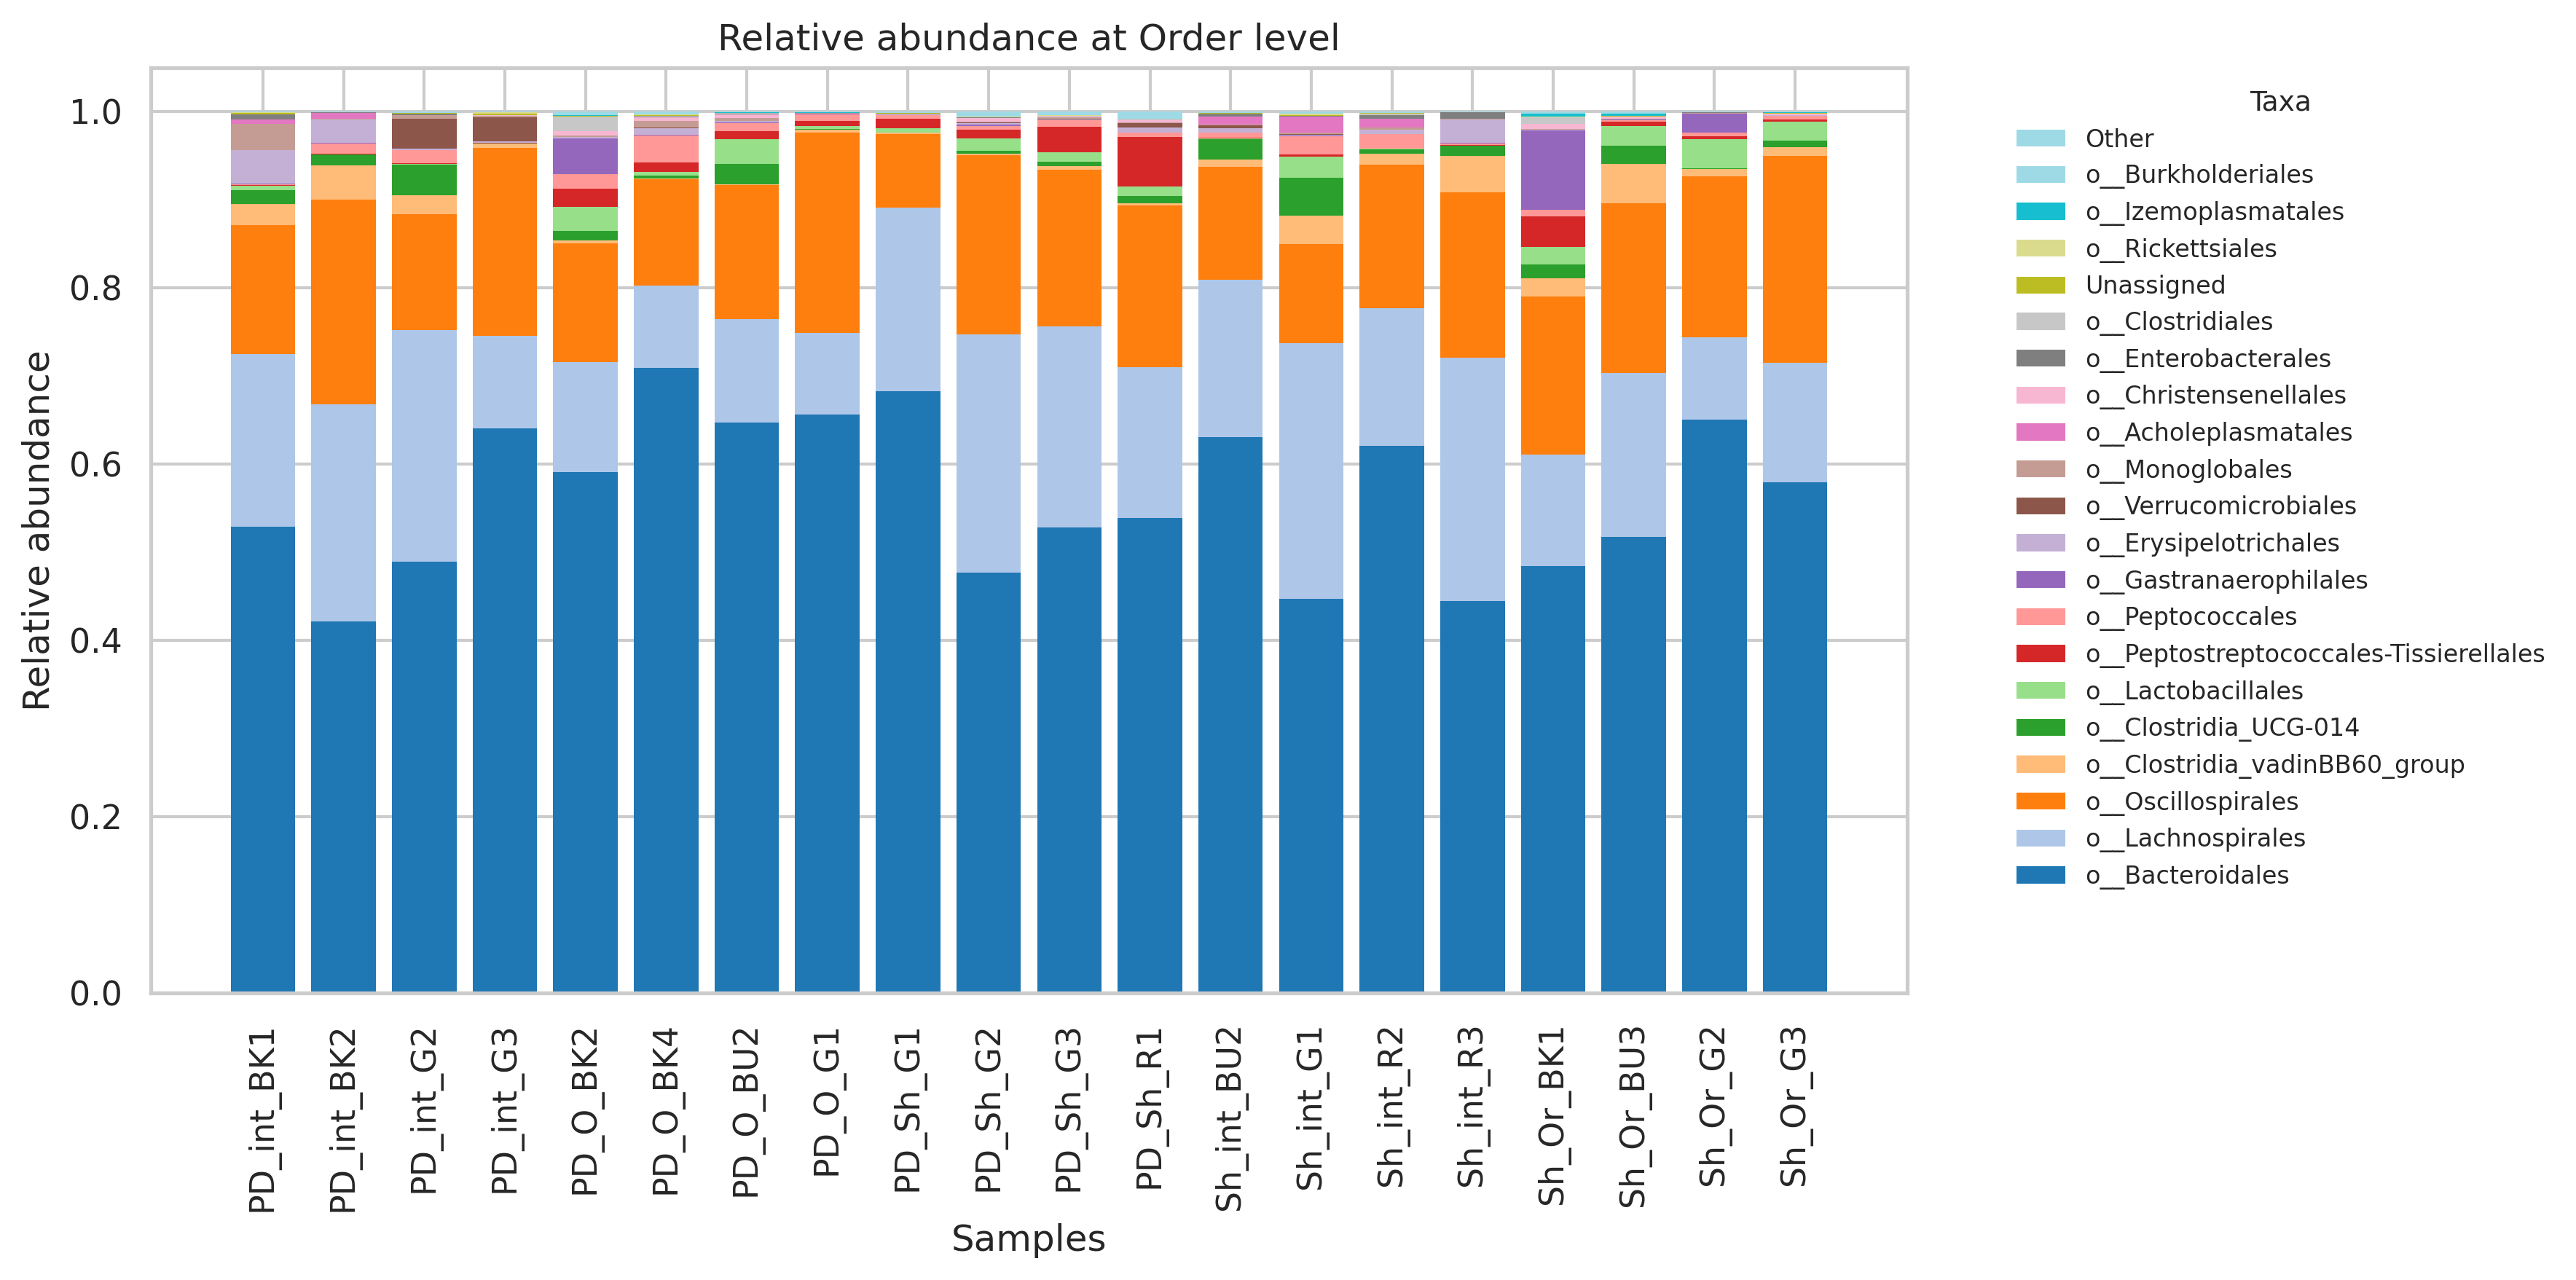 Relative abundance at Order level
Relative abundance
1.0
0.8
0.6
0.4
0.2
0.0
PD_int_BK1
PD_int_BK2
PD_int_G2
PD_int_G3
PD_O_BK2
PD_O_BK4
PD_O_BU2
PD_O_G1
PD_Sh_G1
PD_Sh_G2
PD_Sh_G3
PD_Sh_R1
Sh_int_BU2
Sh_int_G1
Sh_int_R2
Sh_int_R3
Sh_Or_BK1
Sh_Or_BU3
Sh_Or_G2
Sh_Or_G3
Samples
Taxa
Other
o__Burkholderiales
o__Izemoplasmatales
o__Rickettsiales
Unassigned
o__Clostridiales
o__Enterobacterales
o__Christensenellales
o__Acholeplasmatales
o__Monoglobales
o__Verrucomicrobiales
o__Erysipelotrichales
o__Gastranaerophilales
o__Peptococcales
o__Peptostreptococcales-Tissierellales
o__Lactobacillales
o__Clostridia_UCG-014
o__Clostridia_vadinBB60_group
o__Oscillospirales
o__Lachnospirales
o__Bacteroidales